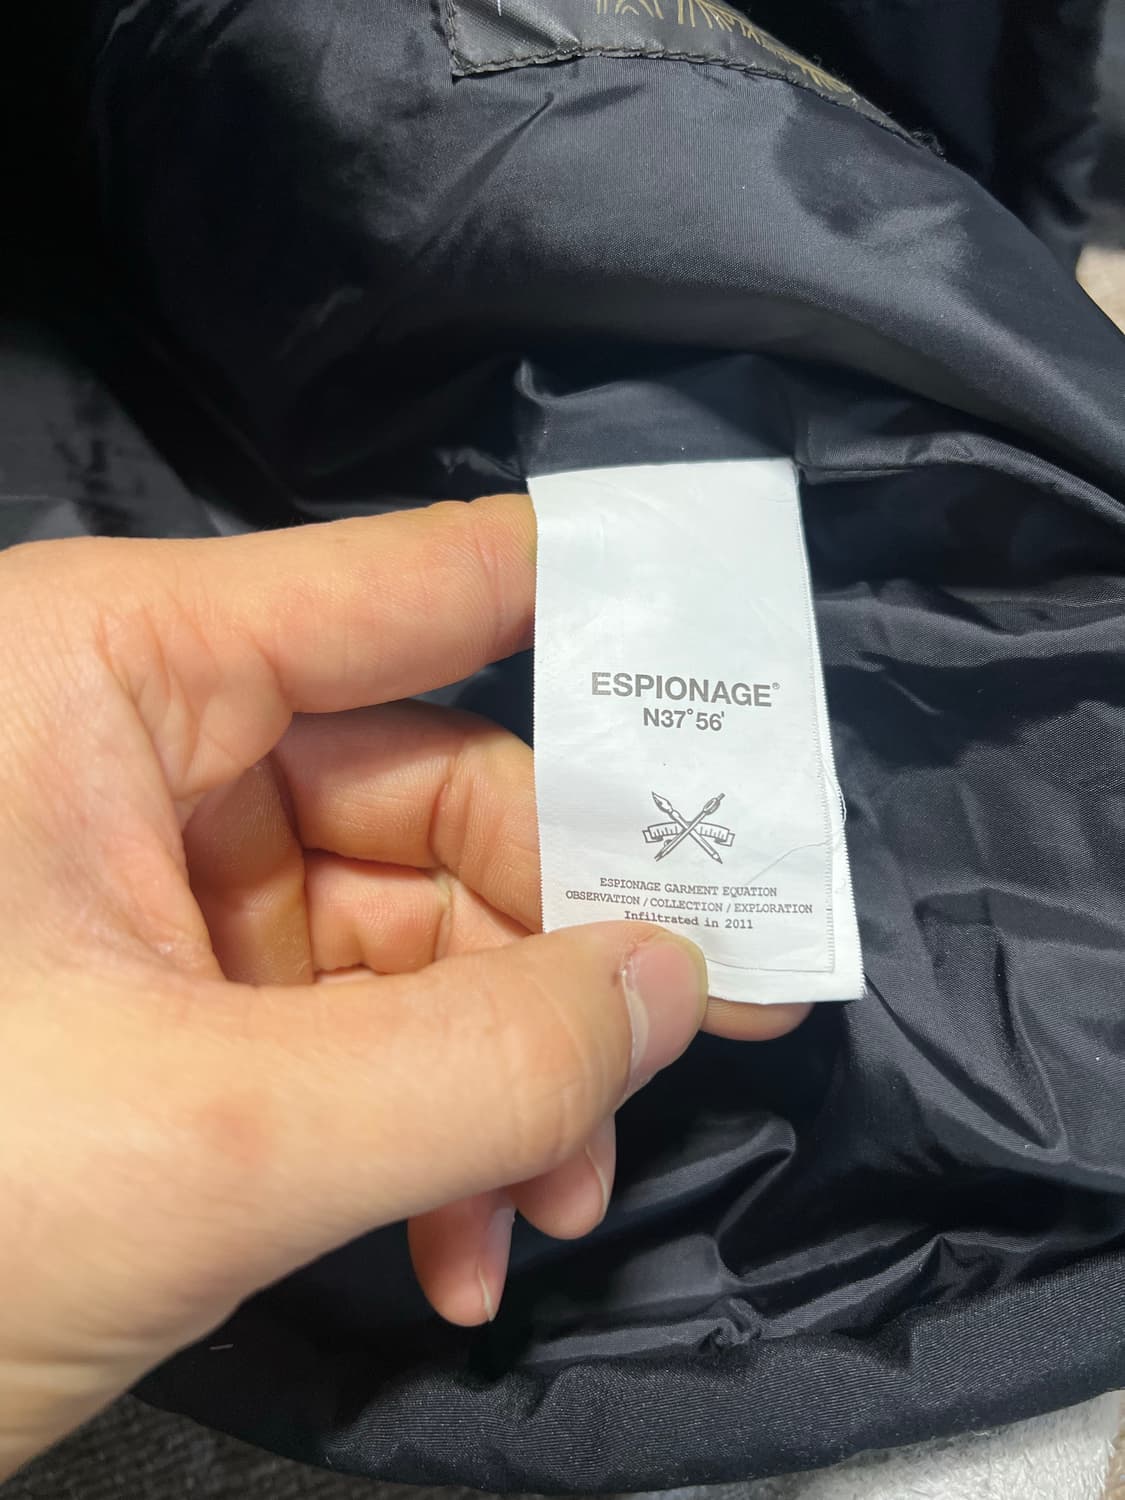 ESPIONAGE®
N37°56'
ESPIONAGE GARMENT EQUATION
OBSERVATION / COLLECTION / EXPLORATION
Infiltrated in 2011